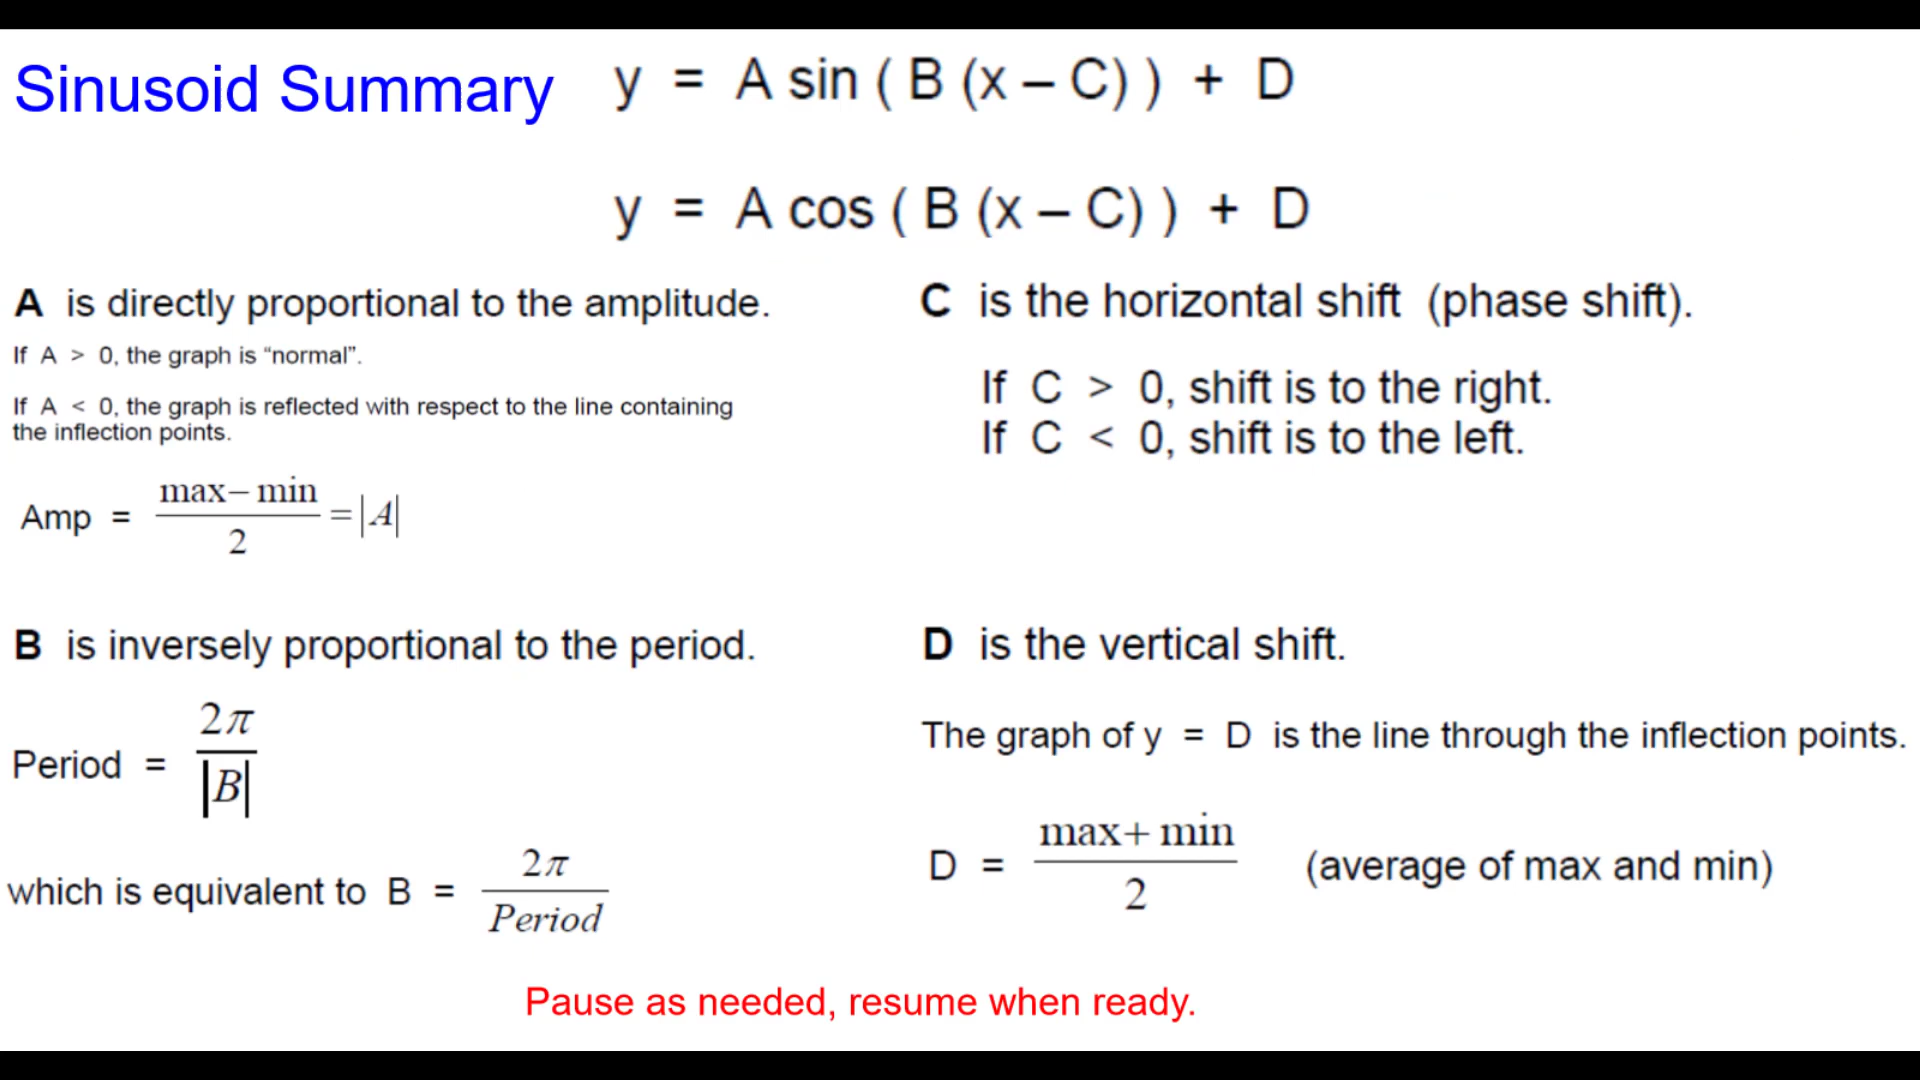 Sinusoid Summary
y = A sin ( B (x – C) ) + D
y = A cos ( B (x – C) ) + D
A is directly proportional to the amplitude.
If A > 0, the graph is “normal”.
If A < 0, the graph is reflected with respect to the line containing
the inflection points.
Amp = (max– min)/2 = |A|
B is inversely proportional to the period.
Period = 2π/|B|
which is equivalent to B = 2π/Period
C is the horizontal shift (phase shift).
If C > 0, shift is to the right.
If C < 0, shift is to the left.
D is the vertical shift.
The graph of y = D is the line through the inflection points.
D = (max+ min)/2 (average of max and min)
Pause as needed, resume when ready.